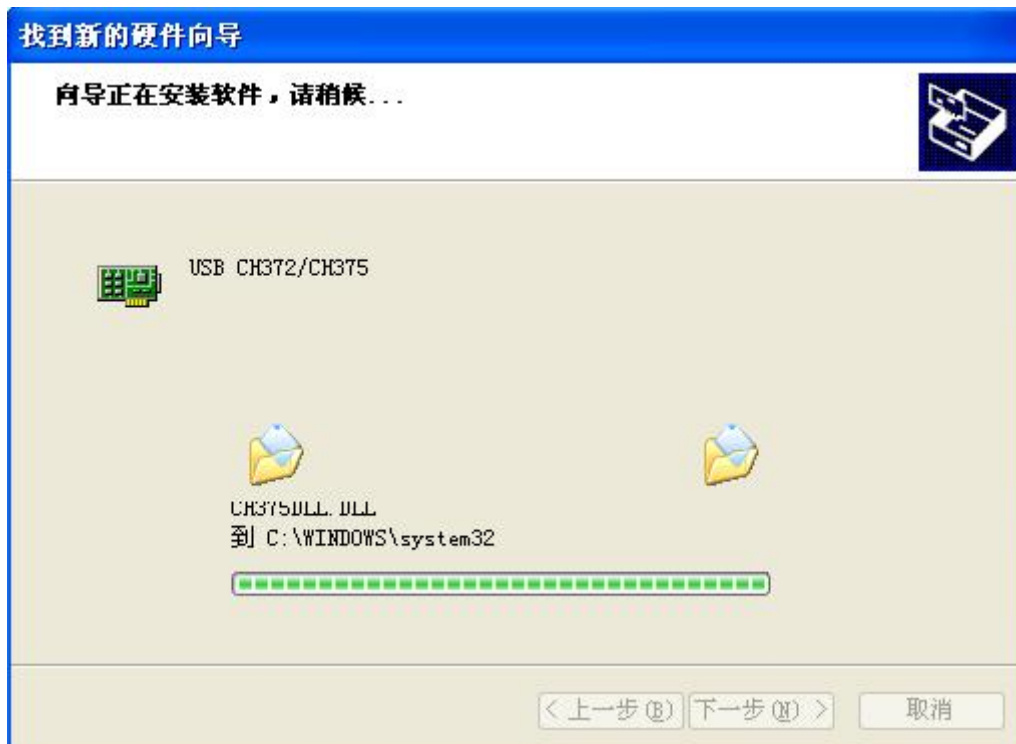 找到新的硬件向导
向导正在安装软件，请稍候...
USB CH372/CH375
CH375DLL.DLL
到 C:\WINDOWS\system32
< 上一步(B) 下一步(N) > 取消